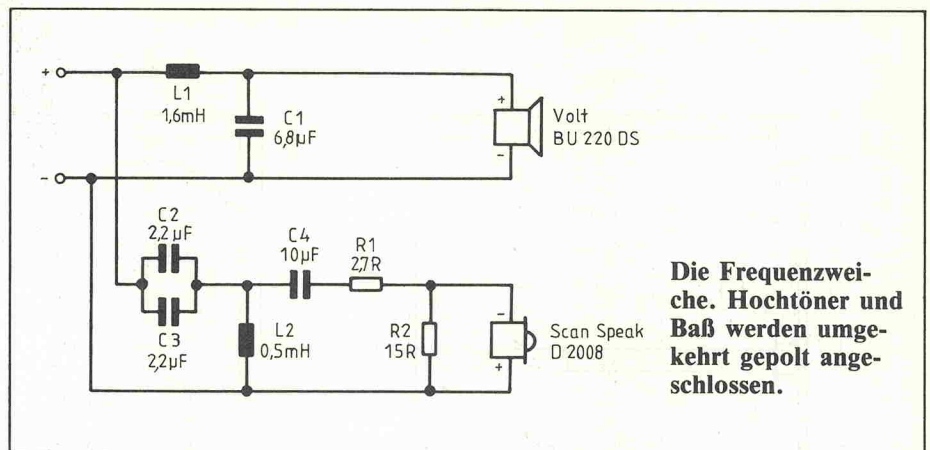 +
L1
1,6mH
C1
6,8µF
+
-
Volt
BU 220 DS
-
C2
2,2µF
C3
2,2µF
C4
10µF
R1
2,7R
L2
0,5mH
R2
15R
-
+
Scan Speak
D 2008
Die Frequenzwei-
che. Hochtöner und
Baß werden umge-
kehrt gepolt ange-
schlossen.